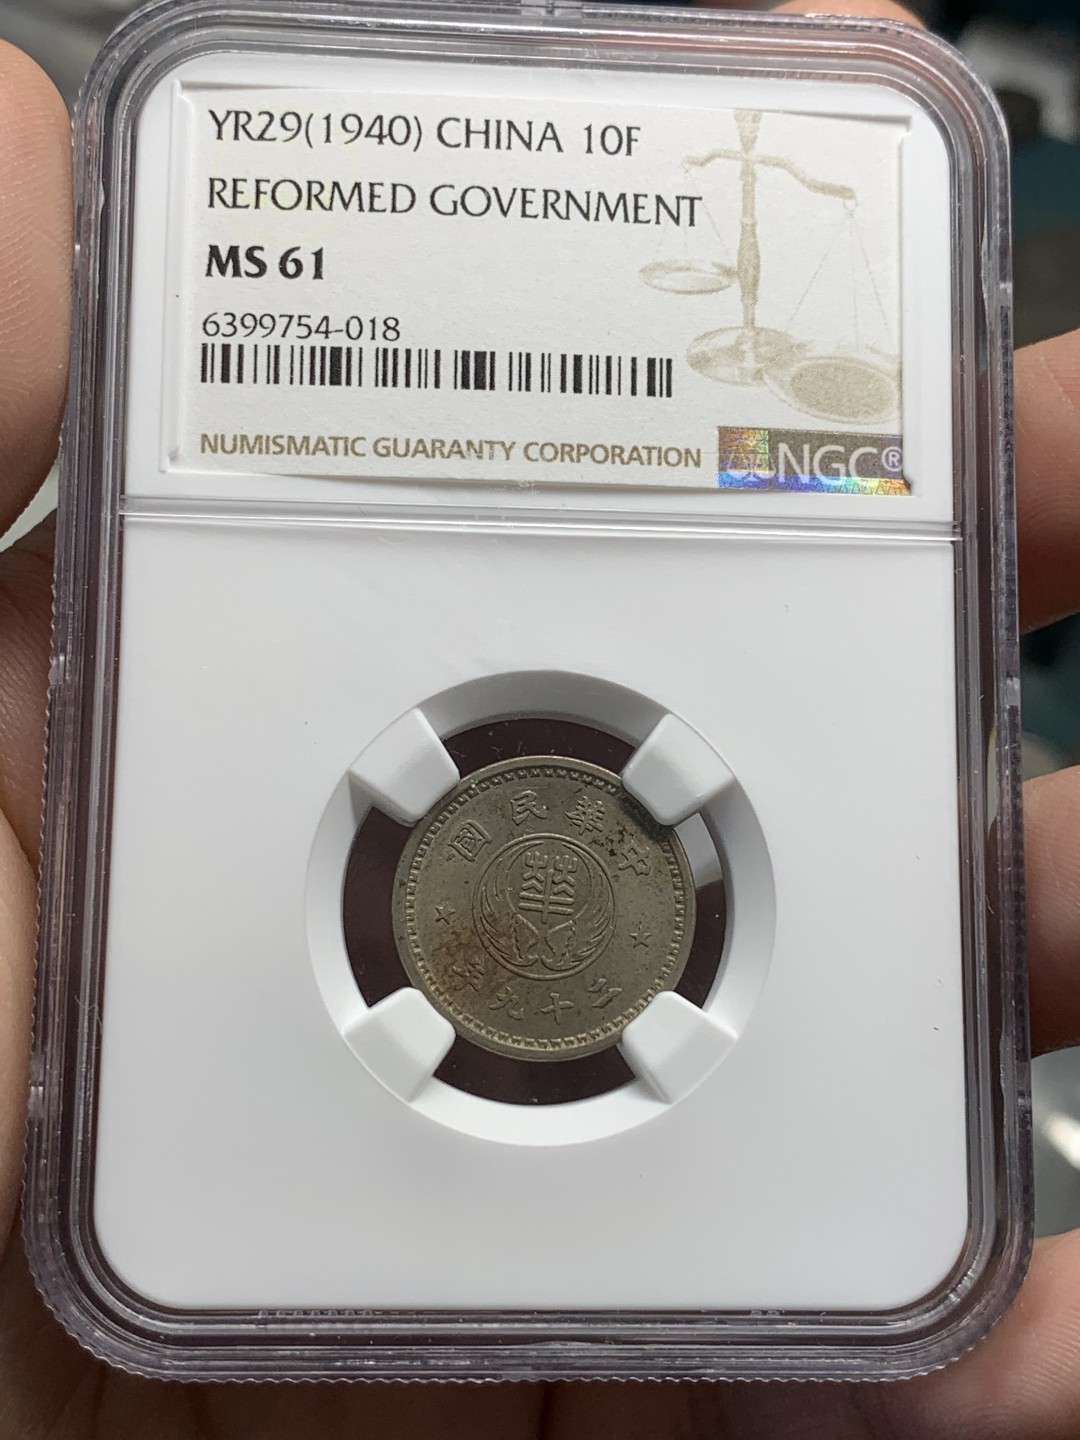 YR29(1940) CHINA 10F
REFORMED GOVERNMENT
MS 61
6399754-018
NUMISMATIC GUARANTY CORPORATION
NGC®
中華民國
二十九年